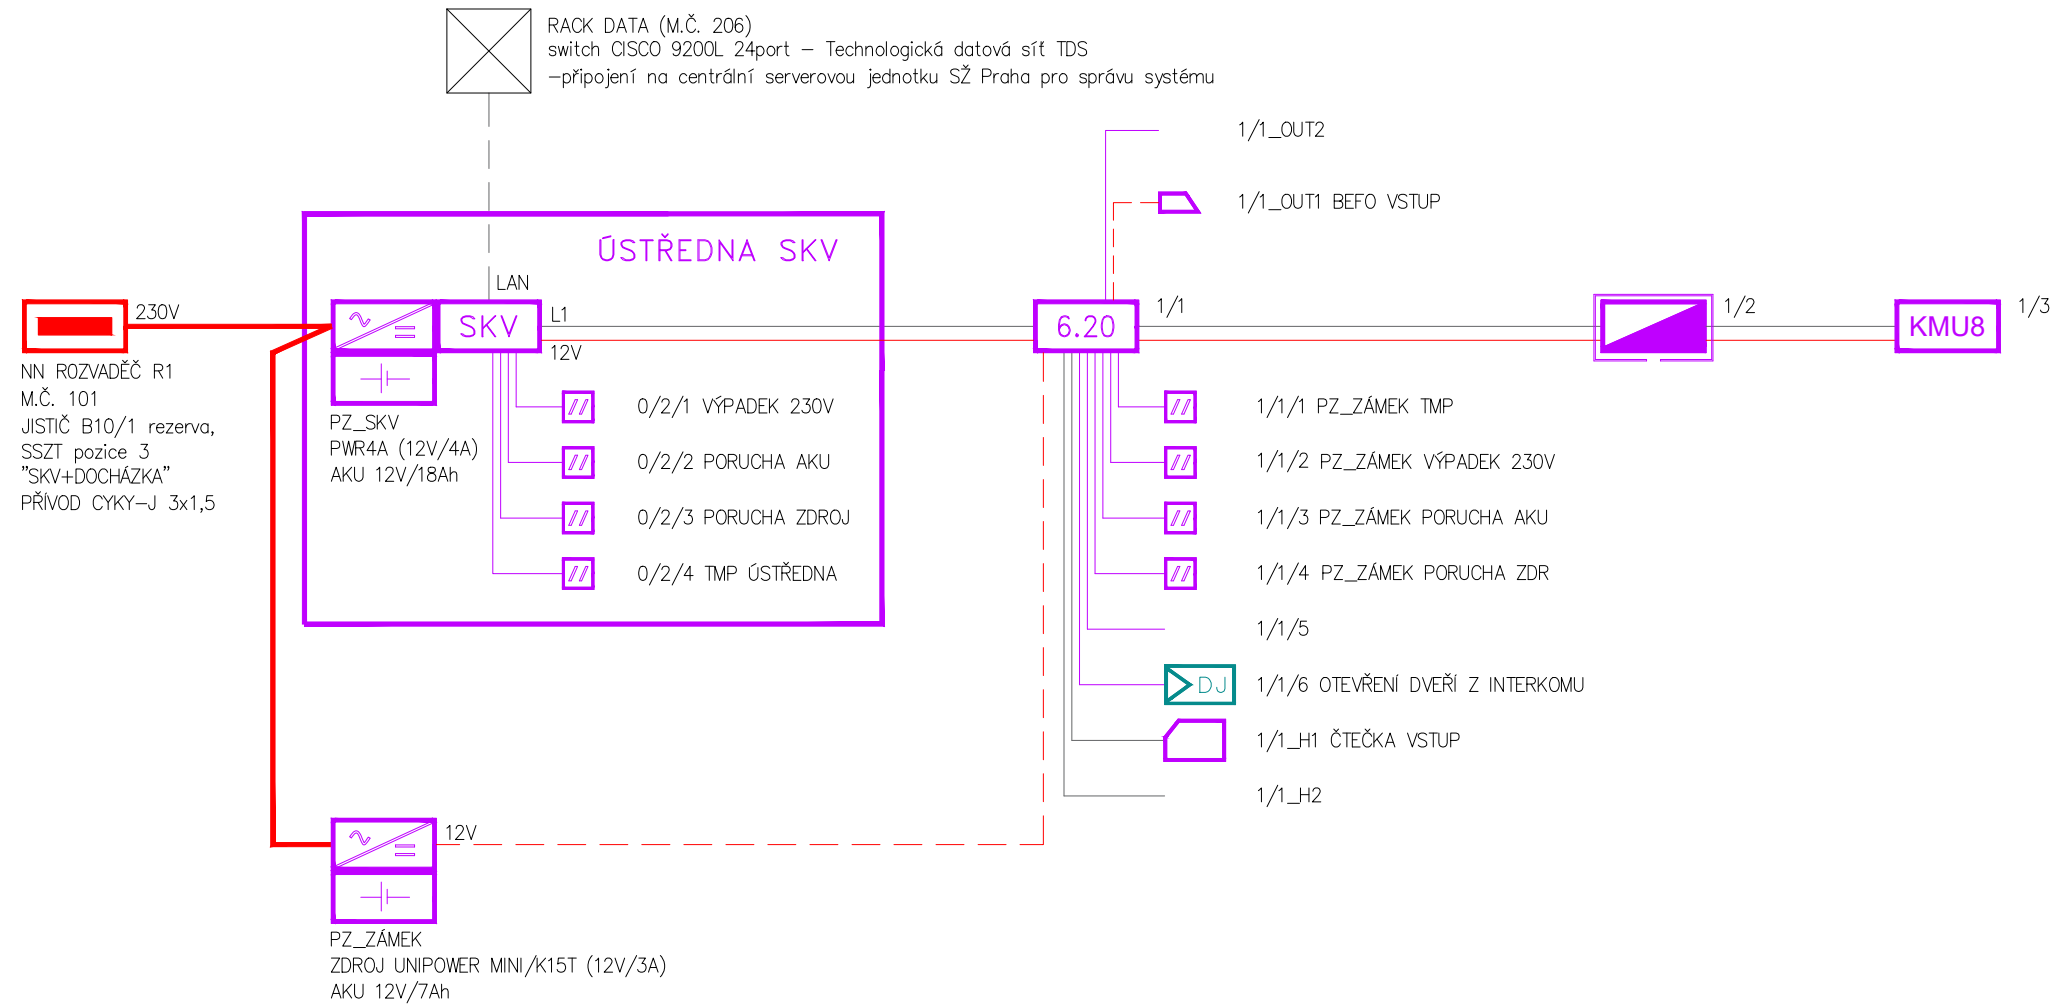 RACK DATA (M.Č. 206)
switch CISCO 9200L 24port – Technologická datová síť TDS
–připojení na centrální serverovou jednotku SŽ Praha pro správu systému
1/1_OUT2
1/1_OUT1 BEFO VSTUP
ÚSTŘEDNA SKV
LAN
230V
SKV
L1
12V
6.20
1/1
1/2
KMU8
1/3
NN ROZVADĚČ R1
M.Č. 101
JISTIČ B10/1 rezerva,
SSZT pozice 3
"SKV+DOCHÁZKA"
PŘÍVOD CYKY–J 3x1,5
PZ_SKV
PWR4A (12V/4A)
AKU 12V/18Ah
0/2/1 VÝPADEK 230V
0/2/2 PORUCHA AKU
0/2/3 PORUCHA ZDROJ
0/2/4 TMP ÚSTŘEDNA
1/1/1 PZ_ZÁMEK TMP
1/1/2 PZ_ZÁMEK VÝPADEK 230V
1/1/3 PZ_ZÁMEK PORUCHA AKU
1/1/4 PZ_ZÁMEK PORUCHA ZDR
1/1/5
DJ
1/1/6 OTEVŘENÍ DVEŘÍ Z INTERKOMU
1/1_H1 ČTEČKA VSTUP
1/1_H2
12V
PZ_ZÁMEK
ZDROJ UNIPOWER MINI/K15T (12V/3A)
AKU 12V/7Ah